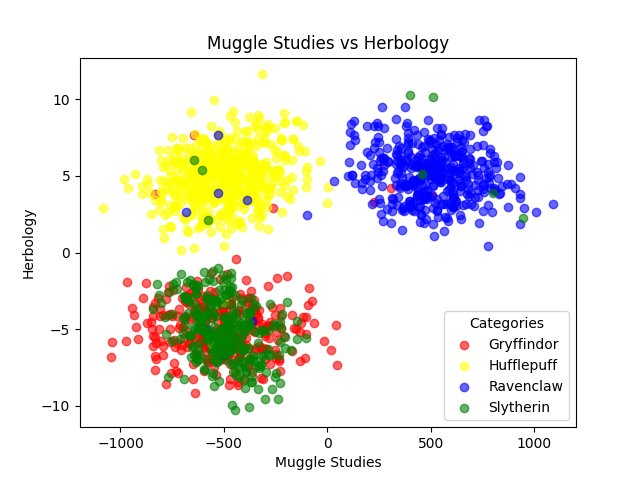 Muggle Studies vs Herbology
10
5
0
−5
−10
Herbology
−1000
−500
0
500
1000
Muggle Studies
Categories
Gryffindor
Hufflepuff
Ravenclaw
Slytherin